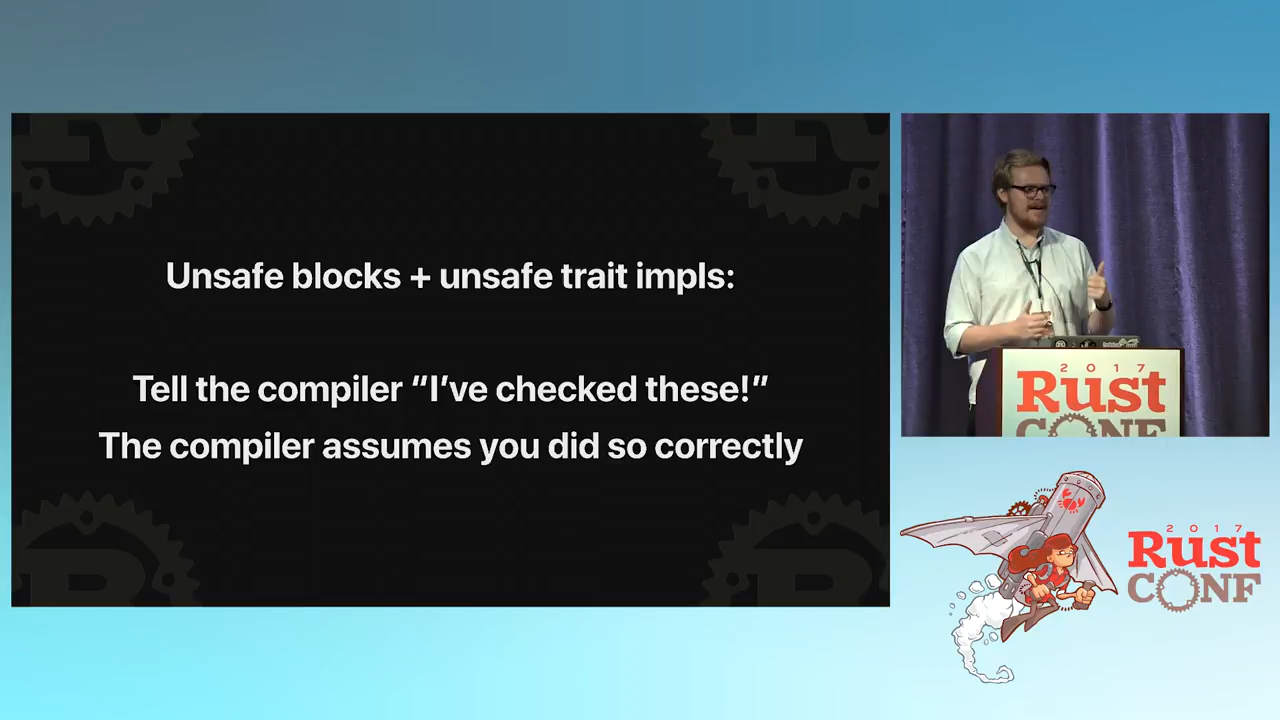 Unsafe blocks + unsafe trait impls:
Tell the compiler “I’ve checked these!”
The compiler assumes you did so correctly
2017
Rust
CONF
2017
Rust
CONF